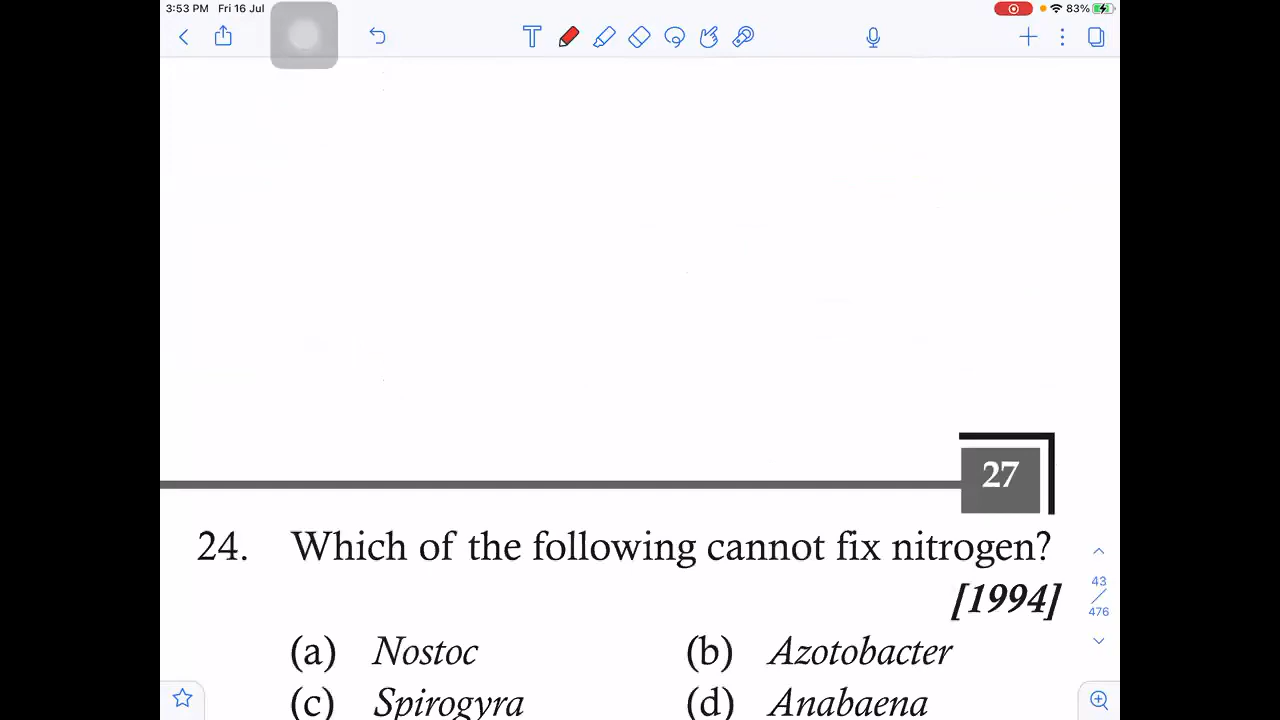 3:53 PM Fri 16 Jul
83%
T
27
24. Which of the following cannot fix nitrogen?
[1994]
43
476
(a) Nostoc (b) Azotobacter
(c) Spirogyra (d) Anabaena